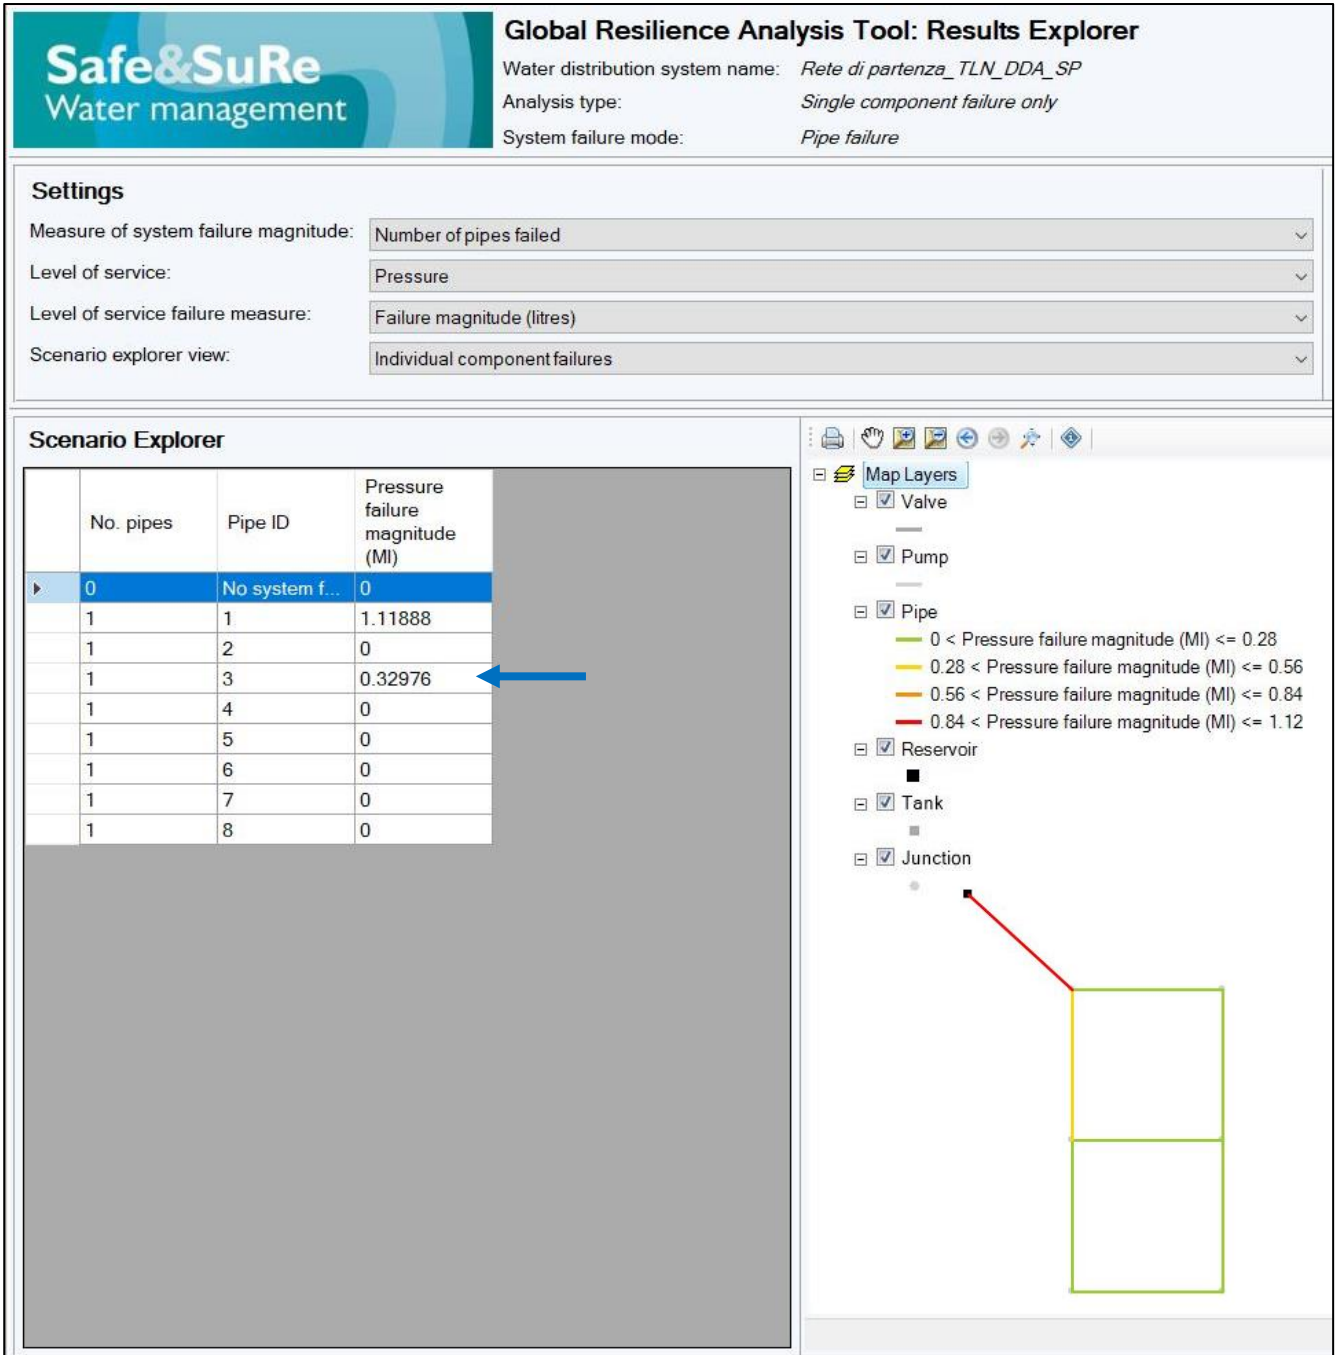 Safe&SuRe
Water management
Global Resilience Analysis Tool: Results Explorer
Water distribution system name: Rete di partenza_TLN_DDA_SP
Analysis type: Single component failure only
System failure mode: Pipe failure
Settings
Measure of system failure magnitude: Number of pipes failed
Level of service: Pressure
Level of service failure measure: Failure magnitude (litres)
Scenario explorer view: Individual component failures
Scenario Explorer
No. pipes Pipe ID Pressure failure magnitude (Ml)
0 No system f... 0
1 1 1.11888
1 2 0
1 3 0.32976
1 4 0
1 5 0
1 6 0
1 7 0
1 8 0
Map Layers
Valve
Pump
Pipe
0 < Pressure failure magnitude (Ml) <= 0.28
0.28 < Pressure failure magnitude (Ml) <= 0.56
0.56 < Pressure failure magnitude (Ml) <= 0.84
0.84 < Pressure failure magnitude (Ml) <= 1.12
Reservoir
Tank
Junction